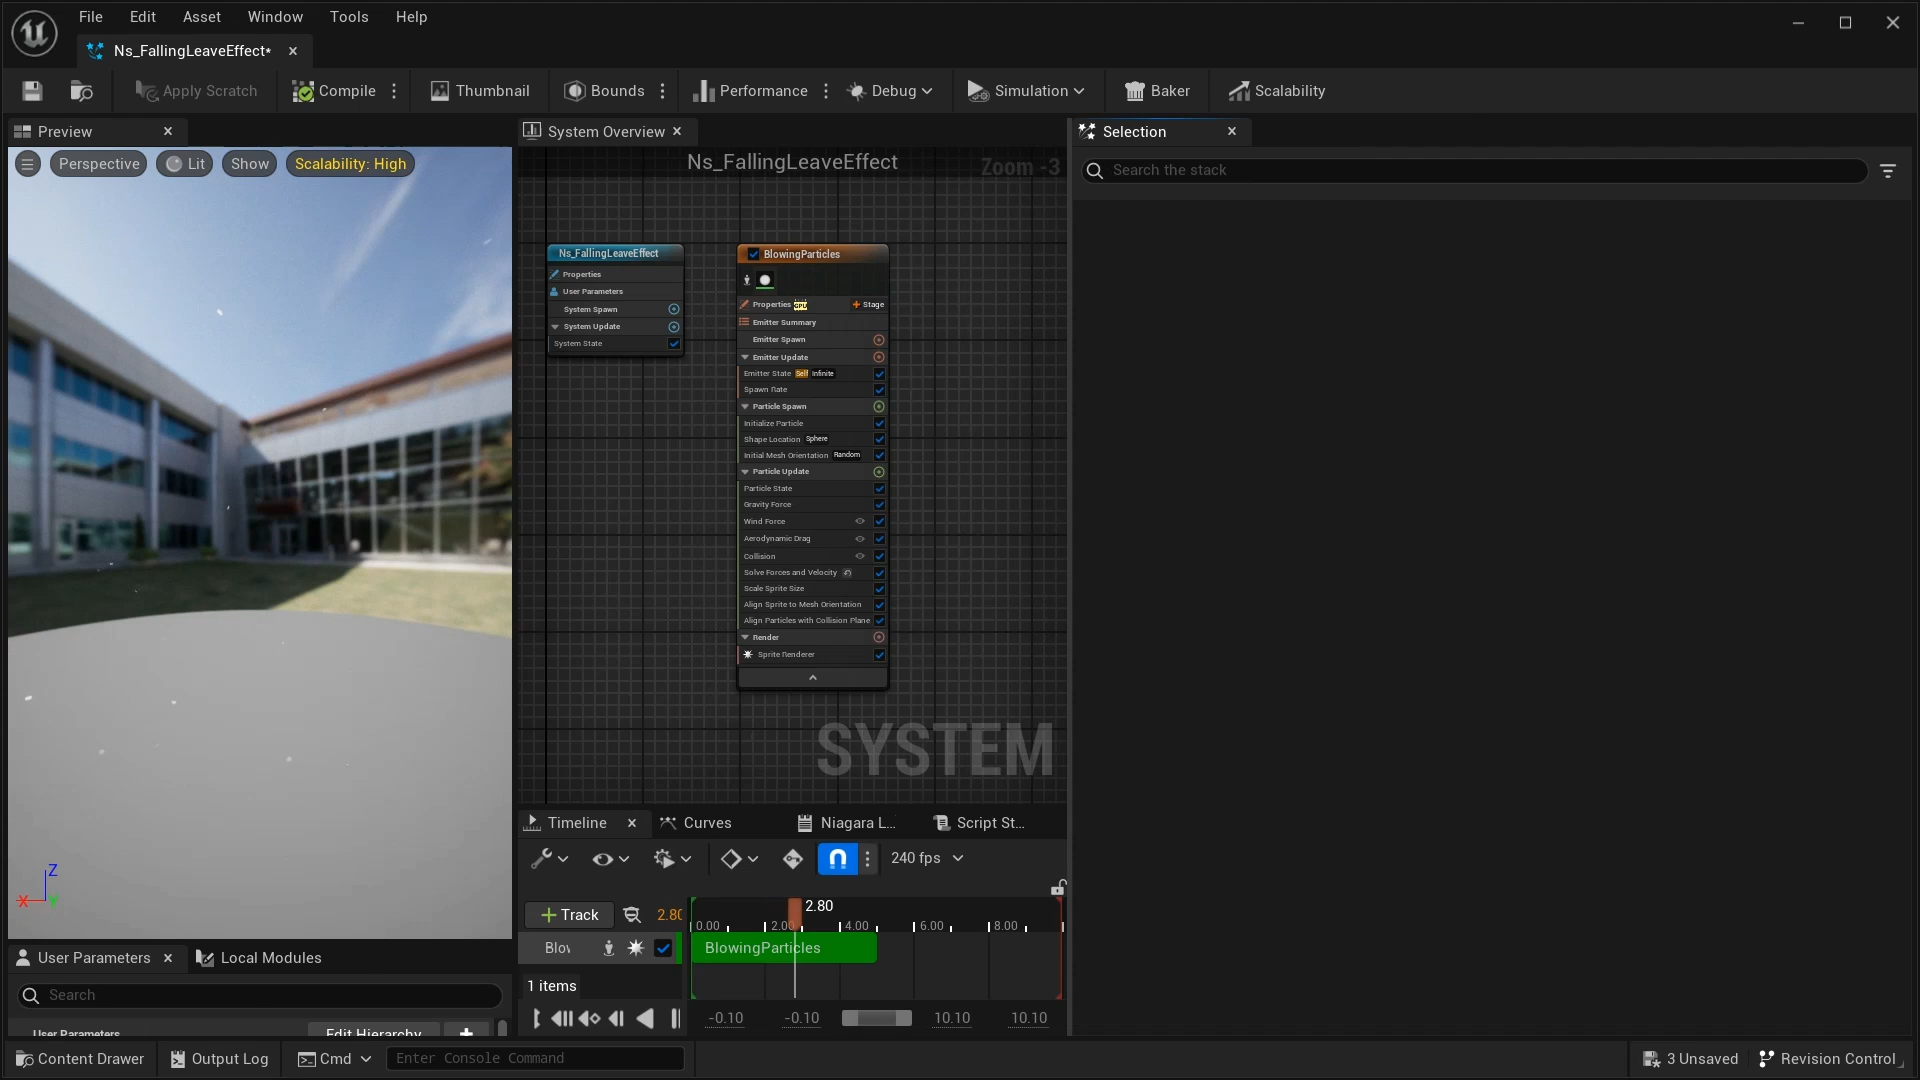 File Edit Asset Window Tools Help
Ns_FallingLeaveEffect*
Apply Scratch Compile Thumbnail Bounds Performance Debug Simulation Baker Scalability
Preview
Perspective Lit Show Scalability: High
Z
X Y
System Overview
Ns_FallingLeaveEffect Zoom -3
Ns_FallingLeaveEffect
Properties
User Parameters
System Spawn
System Update
System State
BlowingParticles
Properties GPU Stage
Emitter Summary
Emitter Spawn
Emitter Update
Emitter State Self Infinite
Spawn Rate
Particle Spawn
Initialize Particle
Shape Location Sphere
Initial Mesh Orientation Random
Particle Update
Particle State
Gravity Force
Wind Force
Aerodynamic Drag
Collision
Solve Forces and Velocity
Scale Sprite Size
Align Sprite to Mesh Orientation
Align Particles with Collision Plane
Render
Sprite Renderer
SYSTEM
Selection
Search the stack
Timeline Curves Niagara L... Script St...
240 fps
Track 2.80
2.80
0.00 2.00 4.00 6.00 8.00
Blov BlowingParticles
1 items
-0.10 -0.10 10.10 10.10
User Parameters Local Modules
Search
User Parameters Edit Hierarchy
Content Drawer Output Log Cmd Enter Console Command 3 Unsaved Revision Control